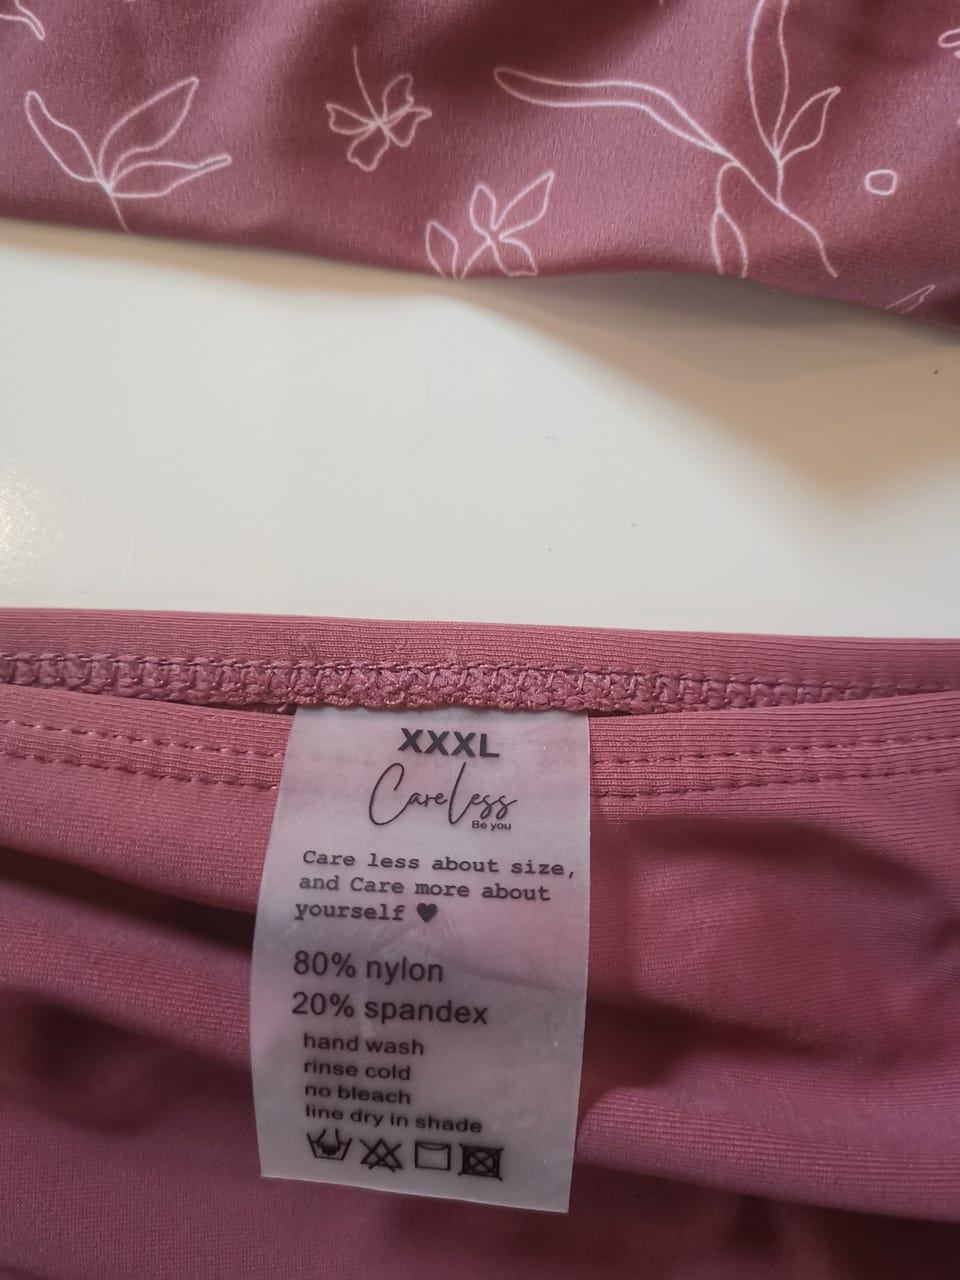 XXXL
CareLess
Be you
Care less about size,
and Care more about
yourself ♥
80% nylon
20% spandex
hand wash
rinse cold
no bleach
line dry in shade